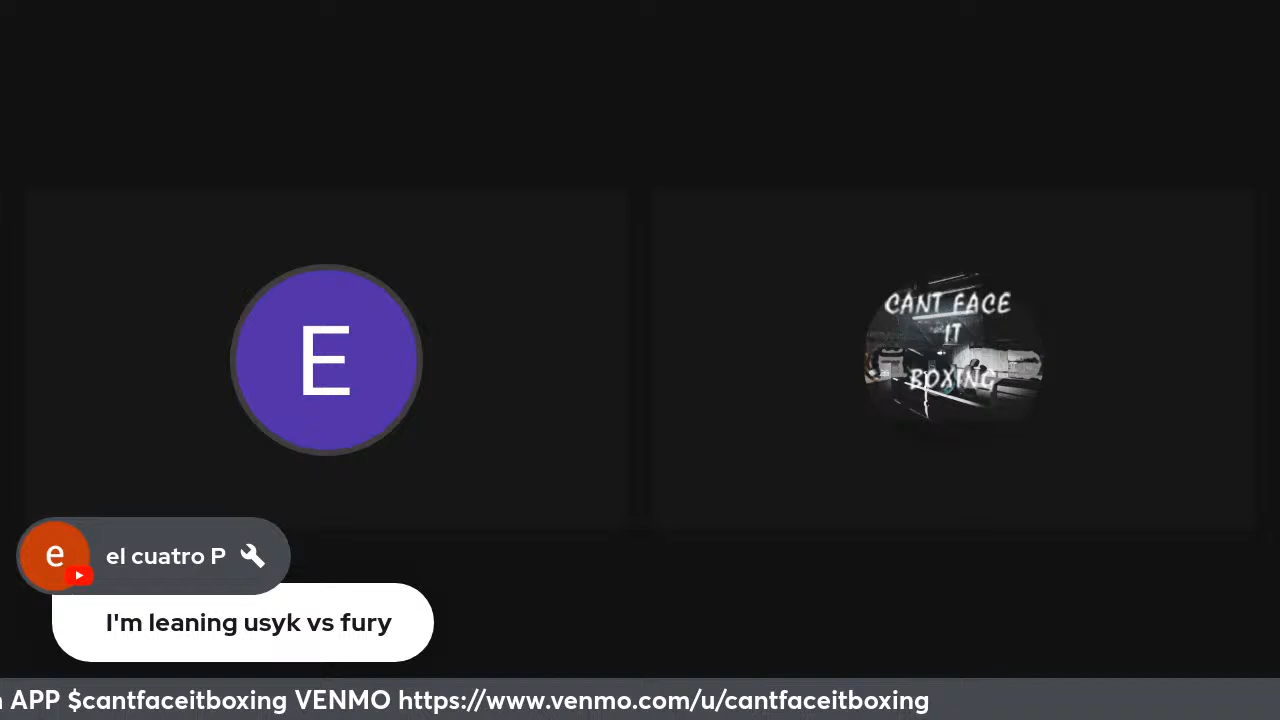 E
CANT FACE
IT
BOXING
e
el cuatro P
I'm leaning usyk vs fury
APP $cantfaceitboxing VENMO https://www.venmo.com/u/cantfaceitboxing